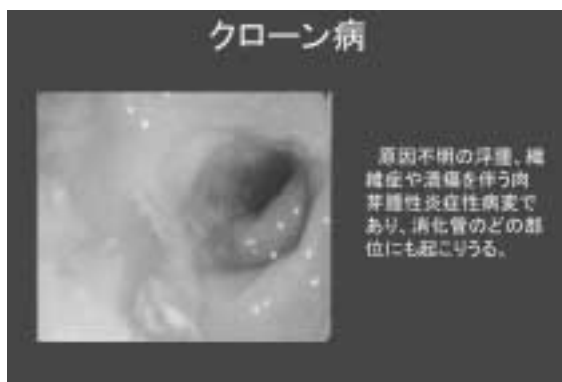 クローン病
原因不明の浮腫、繊
維症や潰瘍を伴う肉
芽腫性炎症性病変で
あり、消化管のどの部
位にも起こりうる。